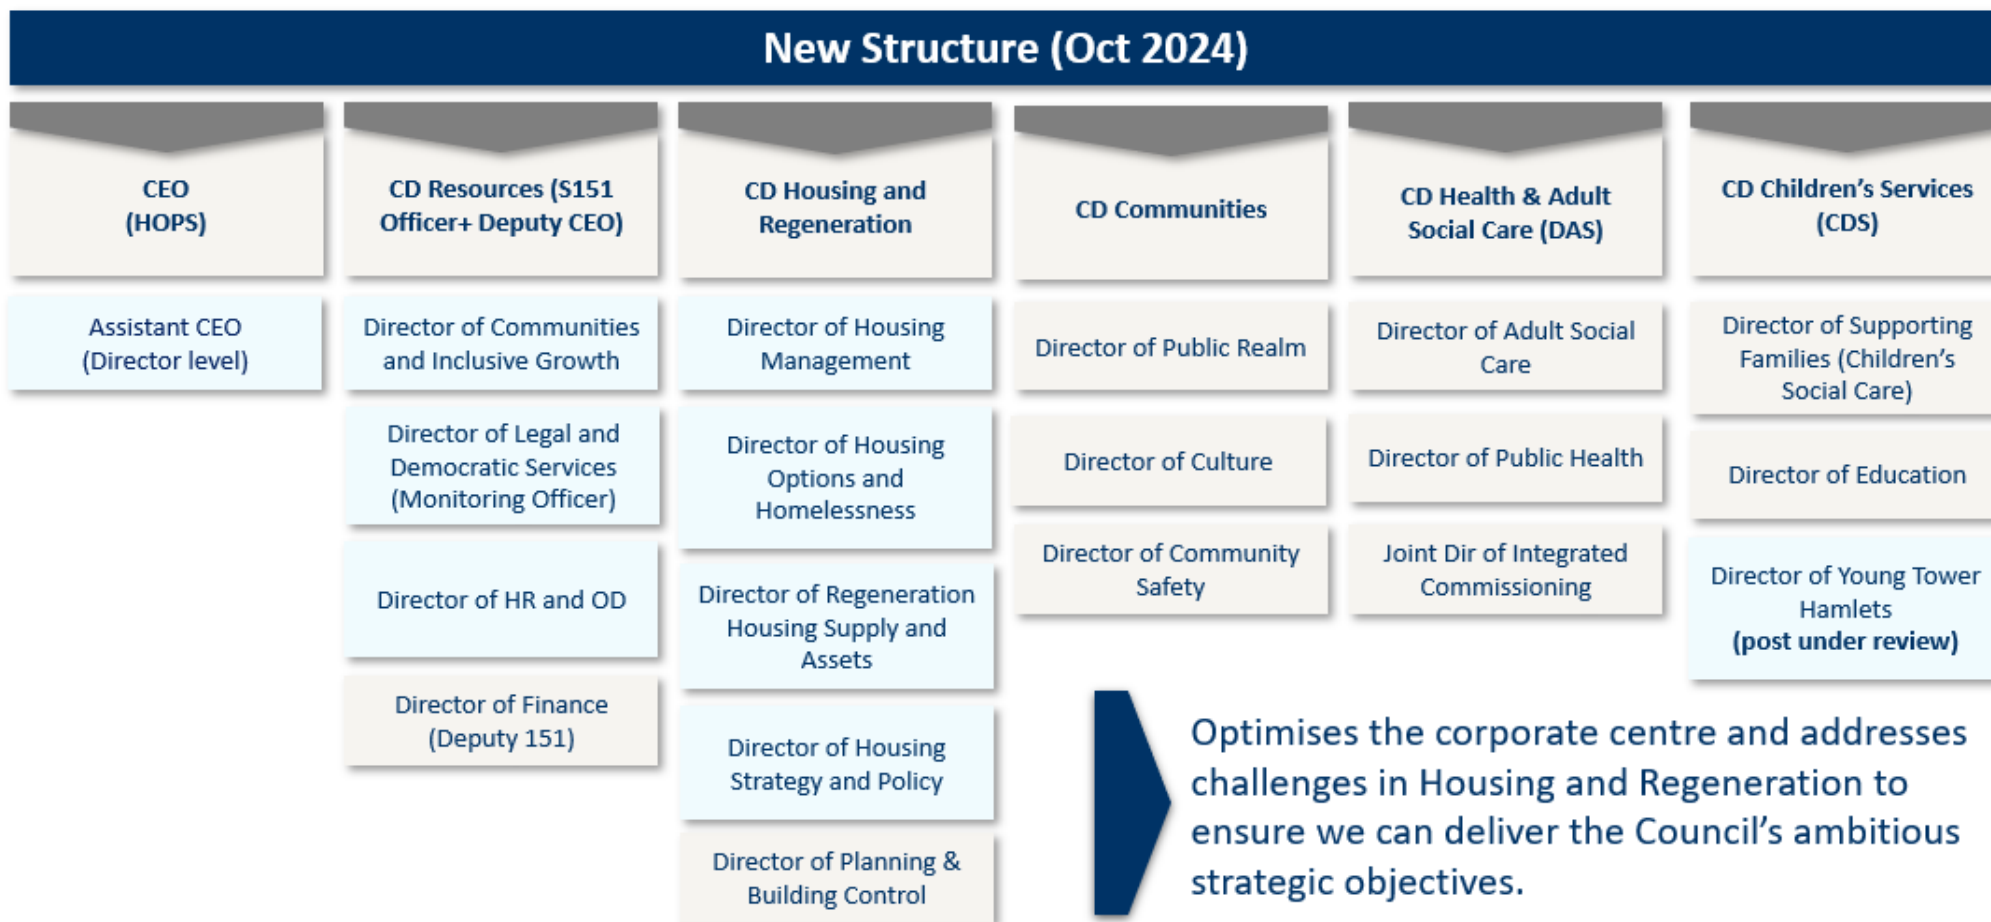 New Structure (Oct 2024)
CEO
(HOPS)
Assistant CEO
(Director level)
CD Resources (S151
Officer+ Deputy CEO)
Director of Communities
and Inclusive Growth
Director of Legal and
Democratic Services
(Monitoring Officer)
Director of HR and OD
Director of Finance
(Deputy 151)
CD Housing and
Regeneration
Director of Housing
Management
Director of Housing
Options and
Homelessness
Director of Regeneration
Housing Supply and
Assets
Director of Housing
Strategy and Policy
Director of Planning &
Building Control
CD Communities
Director of Public Realm
Director of Culture
Director of Community
Safety
CD Health & Adult
Social Care (DAS)
Director of Adult Social
Care
Director of Public Health
Joint Dir of Integrated
Commissioning
CD Children’s Services
(CDS)
Director of Supporting
Families (Children’s
Social Care)
Director of Education
Director of Young Tower
Hamlets
(post under review)
Optimises the corporate centre and addresses
challenges in Housing and Regeneration to
ensure we can deliver the Council’s ambitious
strategic objectives.